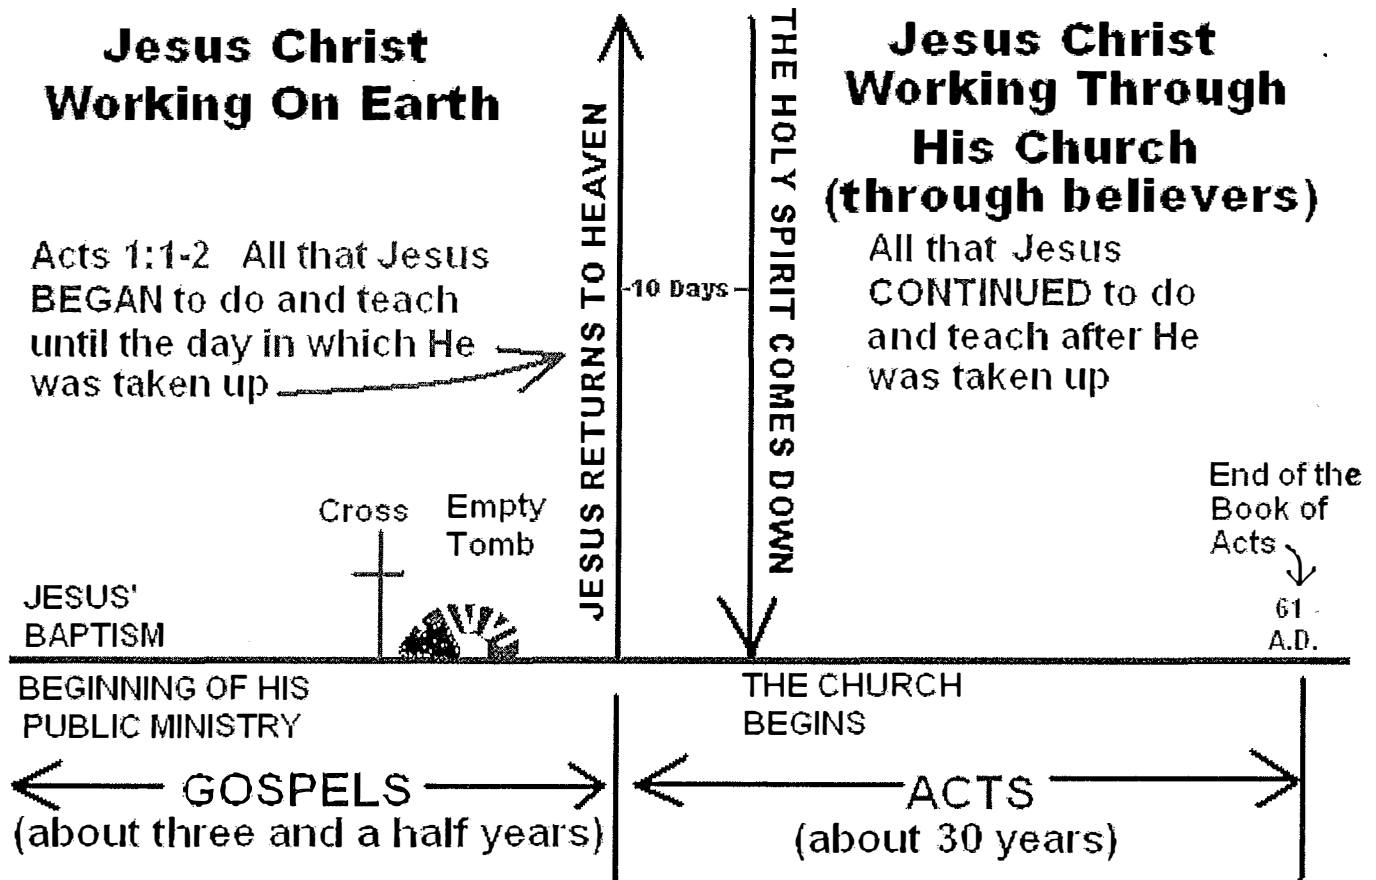 Jesus Christ
Working On Earth
Acts 1:1-2 All that Jesus
BEGAN to do and teach
until the day in which He
was taken up
JESUS RETURNS TO HEAVEN
10 Days
THE HOLY SPIRIT COMES DOWN
Jesus Christ
Working Through
His Church
(through believers)
All that Jesus
CONTINUED to do
and teach after He
was taken up
Cross
Empty
Tomb
JESUS'
BAPTISM
End of the
Book of
Acts
61
A.D.
BEGINNING OF HIS
PUBLIC MINISTRY
THE CHURCH
BEGINS
GOSPELS
(about three and a half years)
ACTS
(about 30 years)